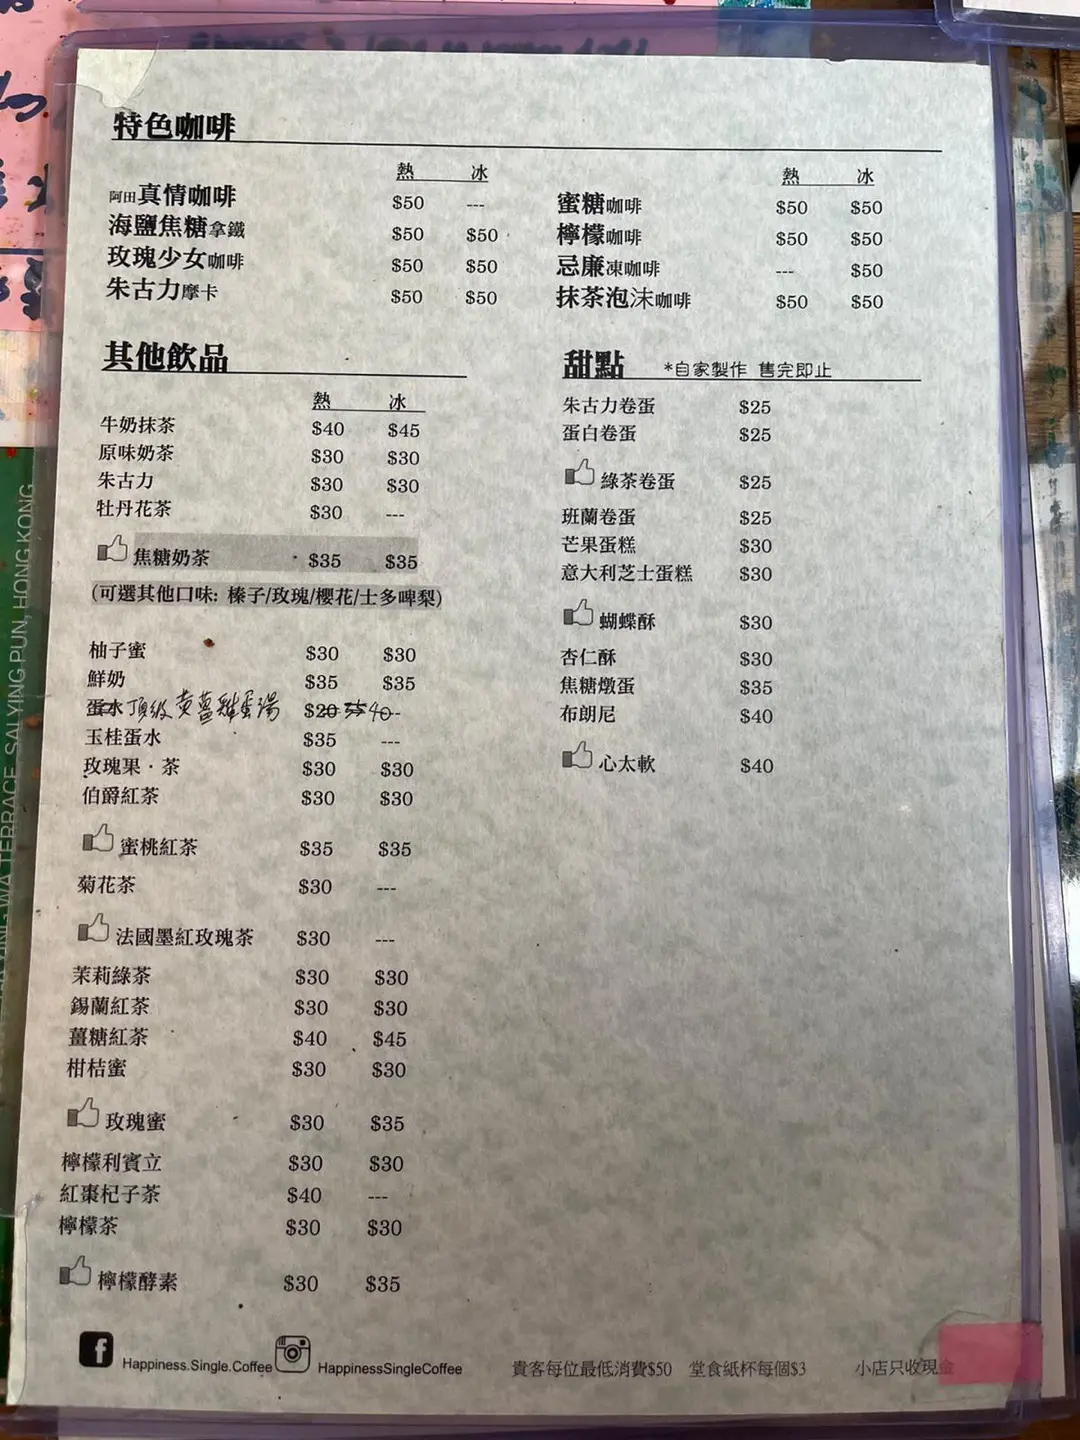 特色咖啡
熱 冰
阿田真情咖啡 $50 ---
海鹽焦糖拿鐵 $50 $50
玫瑰少女咖啡 $50 $50
朱古力摩卡 $50 $50
熱 冰
蜜糖咖啡 $50 $50
檸檬咖啡 $50 $50
忌廉凍咖啡 --- $50
抹茶泡沫咖啡 $50 $50
其他飲品
熱 冰
牛奶抹茶 $40 $45
原味奶茶 $30 $30
朱古力 $30 $30
牡丹花茶 $30 ---
焦糖奶茶 $35 $35
(可選其他口味: 榛子/玫瑰/櫻花/士多啤梨)
柚子蜜 $30 $30
鮮奶 $35 $35
蛋水 頂級黃薑雞蛋湯 $20 35 40 --
玉桂蛋水 $35 ---
玫瑰果·茶 $30 $30
伯爵紅茶 $30 $30
蜜桃紅茶 $35 $35
菊花茶 $30 ---
法國墨紅玫瑰茶 $30 ---
茉莉綠茶 $30 $30
錫蘭紅茶 $30 $30
薑糖紅茶 $40 $45
柑桔蜜 $30 $30
玫瑰蜜 $30 $35
檸檬利賓立 $30 $30
紅棗杞子茶 $40 ---
檸檬茶 $30 $30
檸檬酵素 $30 $35
甜點 *自家製作 售完即止
朱古力卷蛋 $25
蛋白卷蛋 $25
綠茶卷蛋 $25
班蘭卷蛋 $25
芒果蛋糕 $30
意大利芝士蛋糕 $30
蝴蝶酥 $30
杏仁酥 $30
焦糖燉蛋 $35
布朗尼 $40
心太軟 $40
Happiness.Single.Coffee HappinessSingleCoffee 貴客每位最低消費$50 堂食紙杯每個$3 小店只收現金
WA TERRACE, SAI YING PUN, HONG KONG